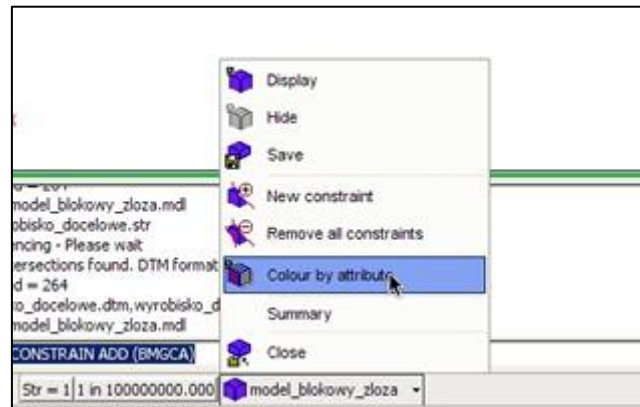 Display
Hide
Save
New constraint
Remove all constraints
Colour by attribute
Summary
Close
model_blokowy_zloza.mdl
obisko_docelowe.str
encing - Please wait
ersections found. DTM format
d = 264
o_docelowe.dtm,wyrobisko_d
model_blokowy_zloza.mdl
CONSTRAIN ADD (BMGCA)
Str = 1 1 in 100000000.000 model_blokowy_zloza